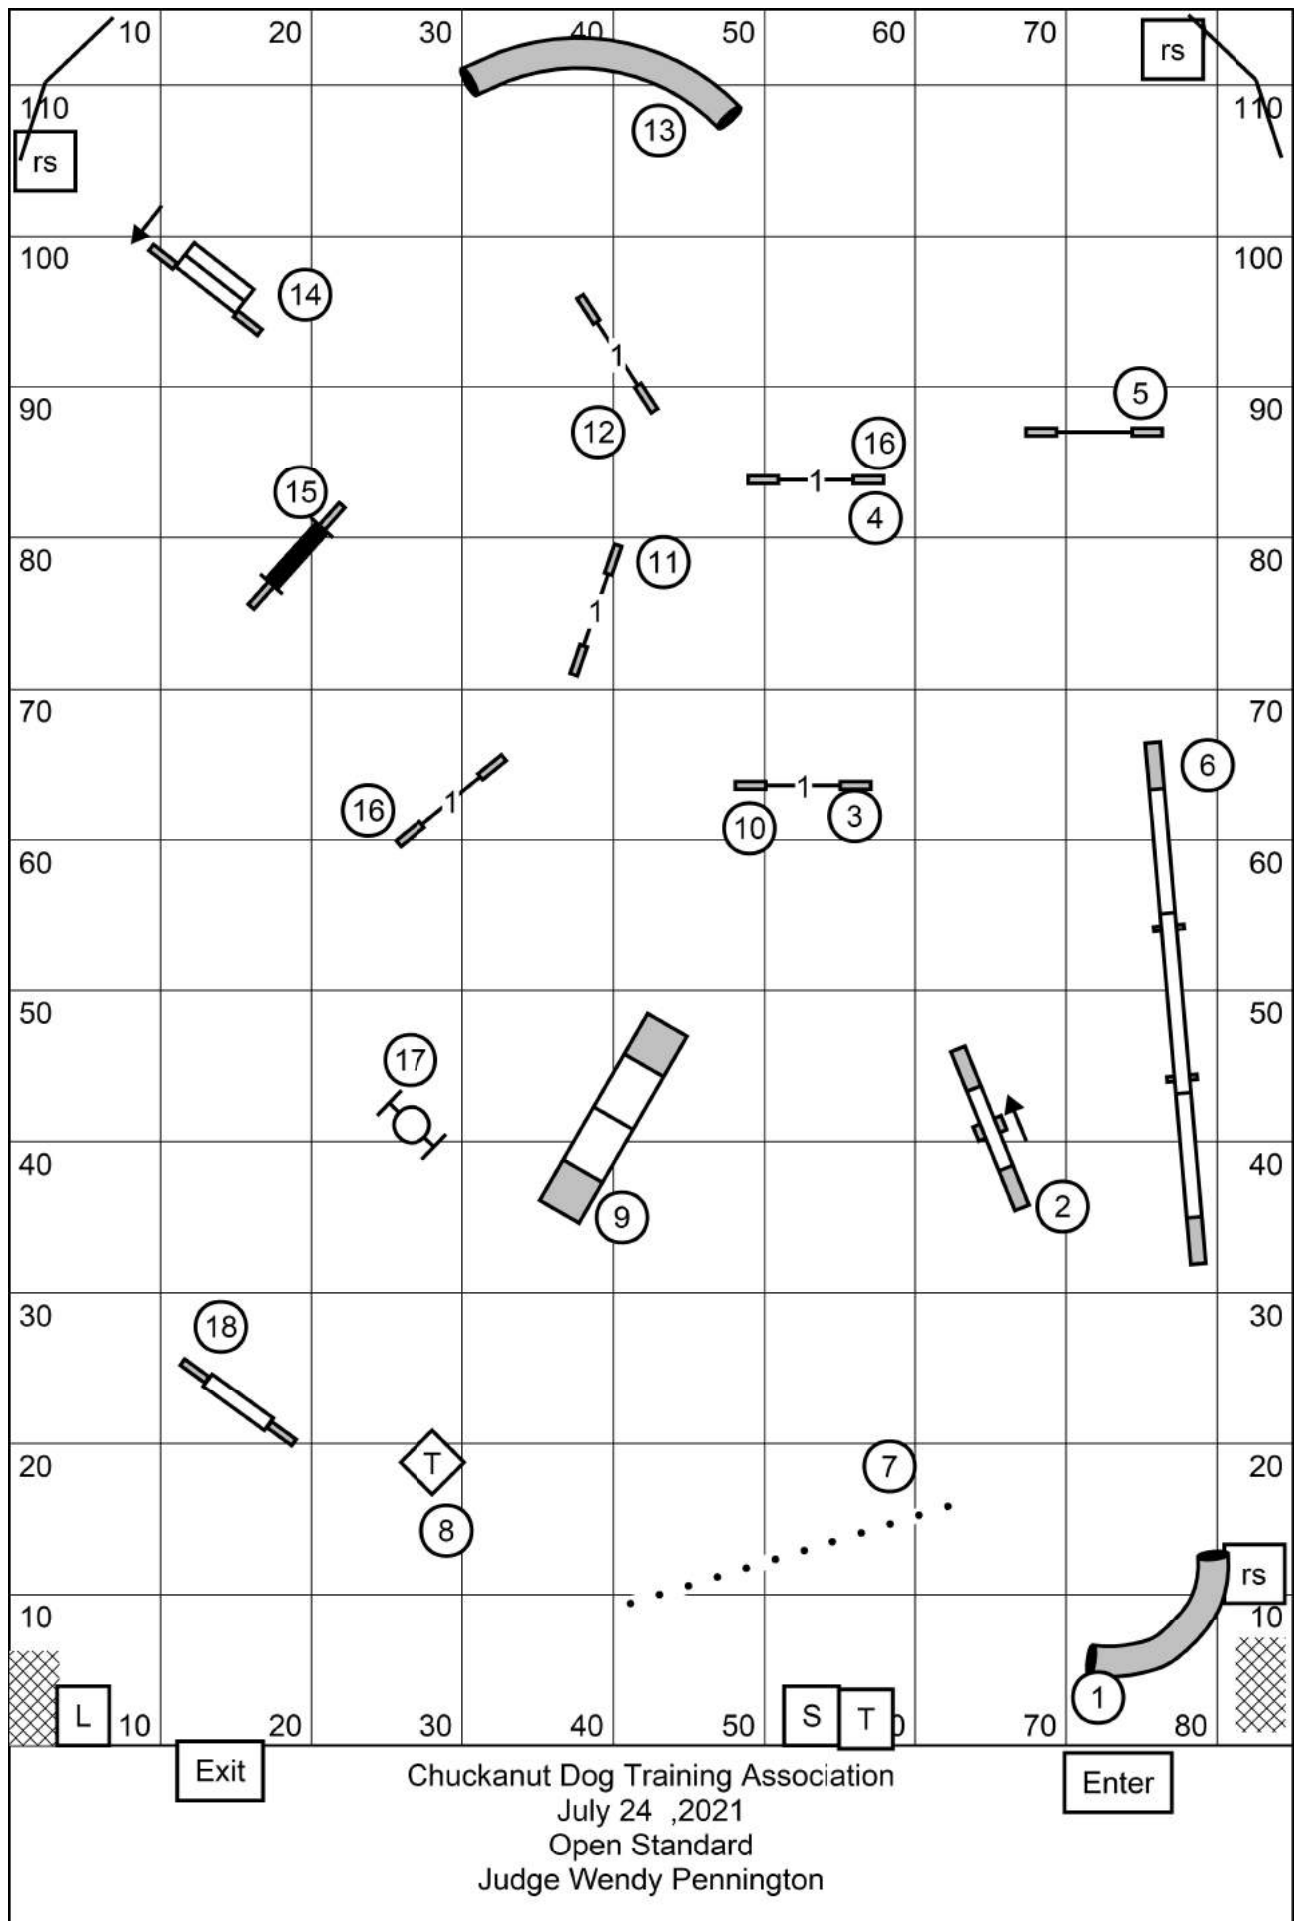 10 20 30 40 50 60 70 rs
110 13 110
rs
100 100
14
1
90 5 90
12 16
15 1
4
80 11 80
1
70 70
6
16 1 1
10 3
60 60
50 50
17
40 40
9 2
30 30
18
20 T 7 20
8
rs
10 10
1
L 10 20 30 40 50 S T 0 70 80
Exit Enter
Chuckanut Dog Training Association
July 24 ,2021
Open Standard
Judge Wendy Pennington